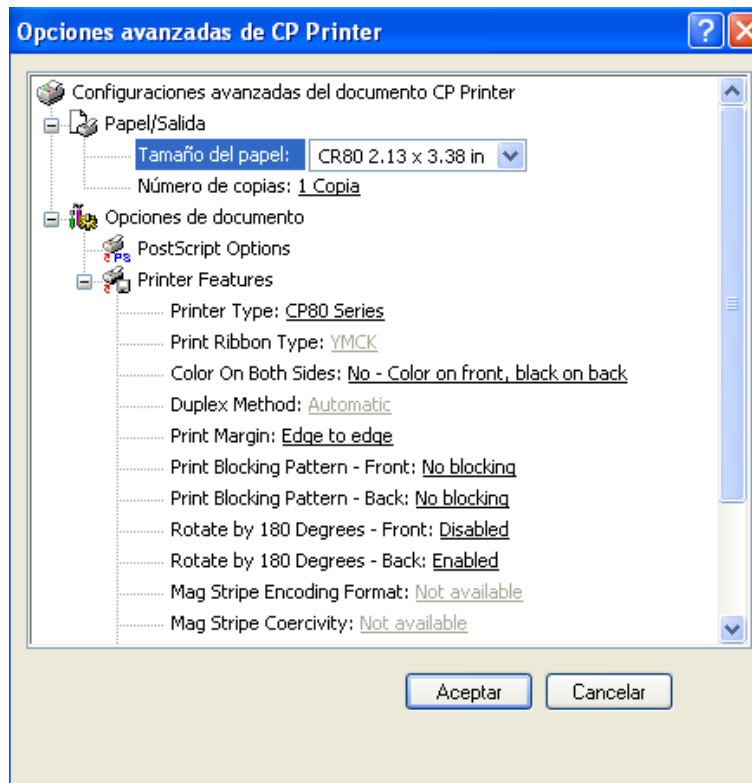 Opciones avanzadas de CP Printer
Configuraciones avanzadas del documento CP Printer
Papel/Salida
Tamaño del papel: CR80 2.13 x 3.38 in
Número de copias: 1 Copia
Opciones de documento
PostScript Options
Printer Features
Printer Type: CP80 Series
Print Ribbon Type: YMCK
Color On Both Sides: No - Color on front, black on back
Duplex Method: Automatic
Print Margin: Edge to edge
Print Blocking Pattern - Front: No blocking
Print Blocking Pattern - Back: No blocking
Rotate by 180 Degrees - Front: Disabled
Rotate by 180 Degrees - Back: Enabled
Mag Stripe Encoding Format: Not available
Mag Stripe Coercivity: Not available
Aceptar Cancelar